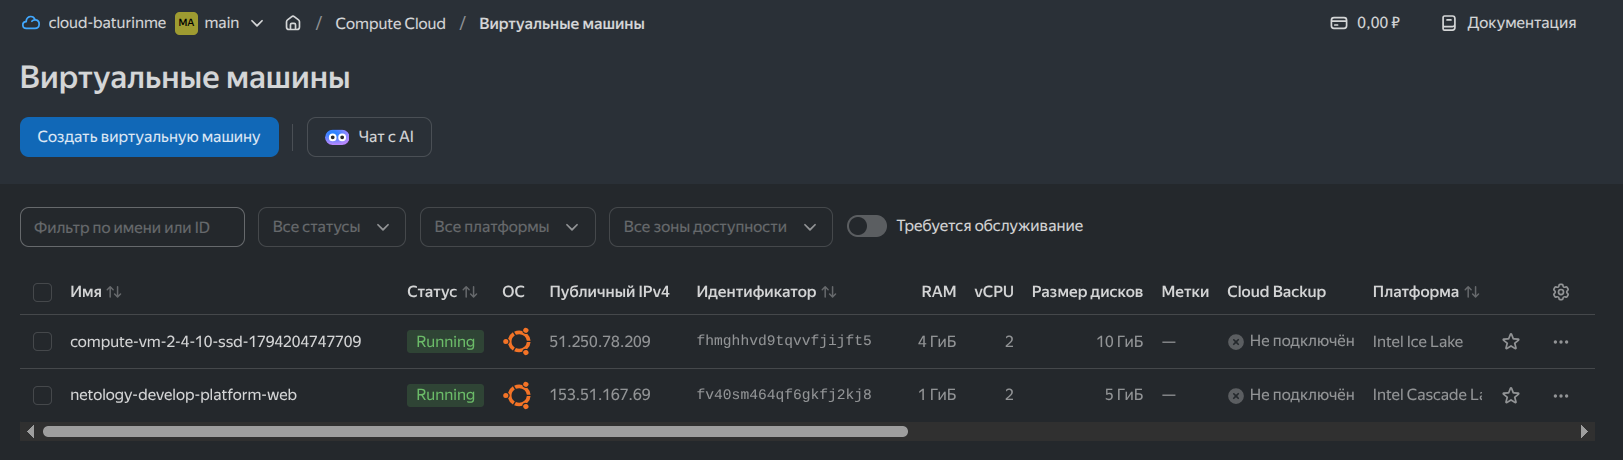 cloud-baturinme MA main / Compute Cloud / Виртуальные машины 0,00 ₽ Документация
Виртуальные машины
Создать виртуальную машину Чат с AI
Фильтр по имени или ID Все статусы Все платформы Все зоны доступности Требуется обслуживание
Имя Статус ОС Публичный IPv4 Идентификатор RAM vCPU Размер дисков Метки Cloud Backup Платформа
compute-vm-2-4-10-ssd-1794204747709 Running 51.250.78.209 fhmghhvd9tqvvfjijft5 4 ГиБ 2 10 ГиБ — Не подключён Intel Ice Lake
netology-develop-platform-web Running 153.51.167.69 fv40sm464qf6gkfj2kj8 1 ГиБ 2 5 ГиБ — Не подключён Intel Cascade La